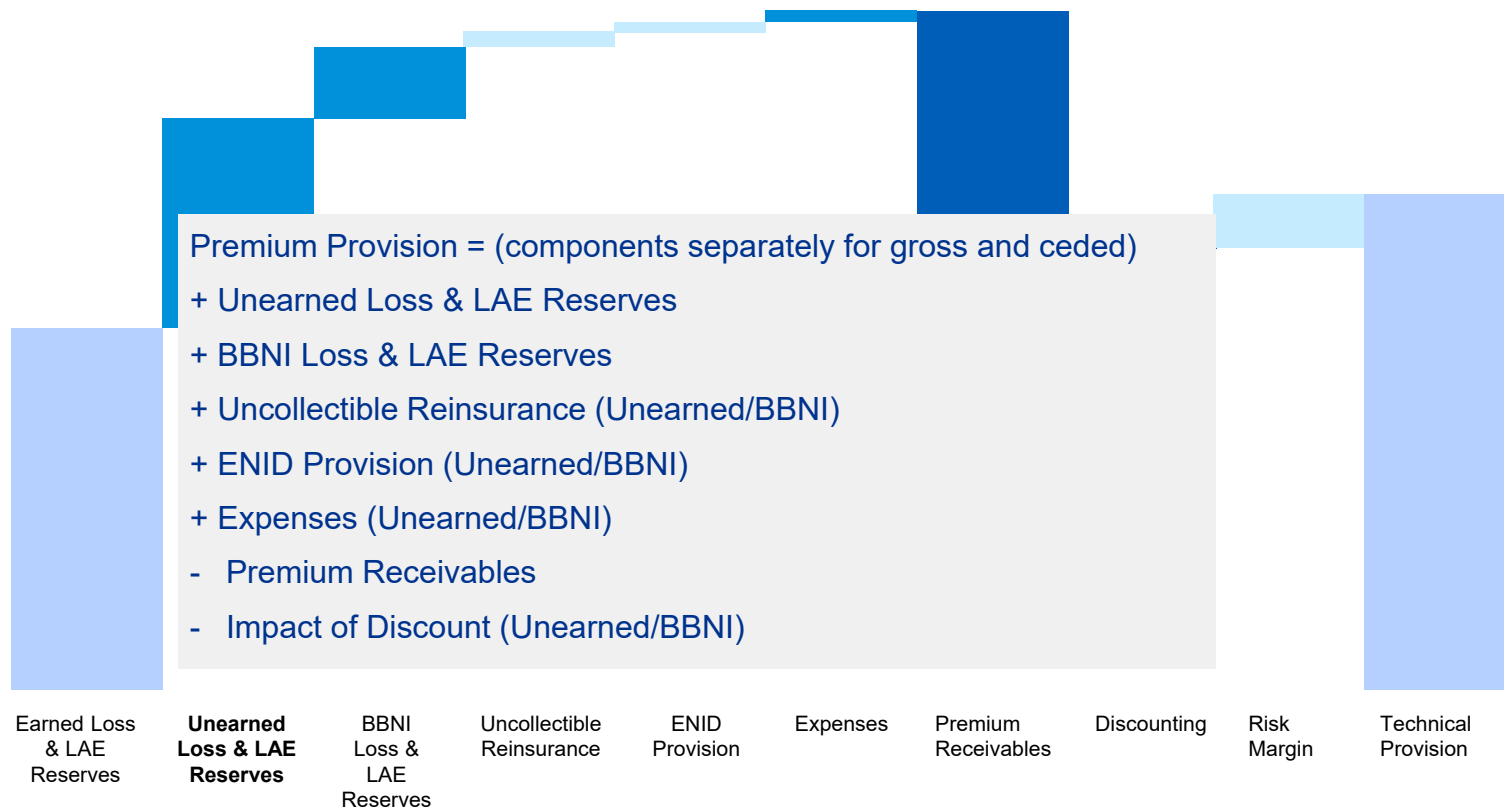 Premium Provision = (components separately for gross and ceded)
+ Unearned Loss & LAE Reserves
+ BBNI Loss & LAE Reserves
+ Uncollectible Reinsurance (Unearned/BBNI)
+ ENID Provision (Unearned/BBNI)
+ Expenses (Unearned/BBNI)
- Premium Receivables
- Impact of Discount (Unearned/BBNI)
Earned Loss
& LAE
Reserves
Unearned
Loss & LAE
Reserves
BBNI
Loss &
LAE
Reserves
Uncollectible
Reinsurance
ENID
Provision
Expenses
Premium
Receivables
Discounting
Risk
Margin
Technical
Provision